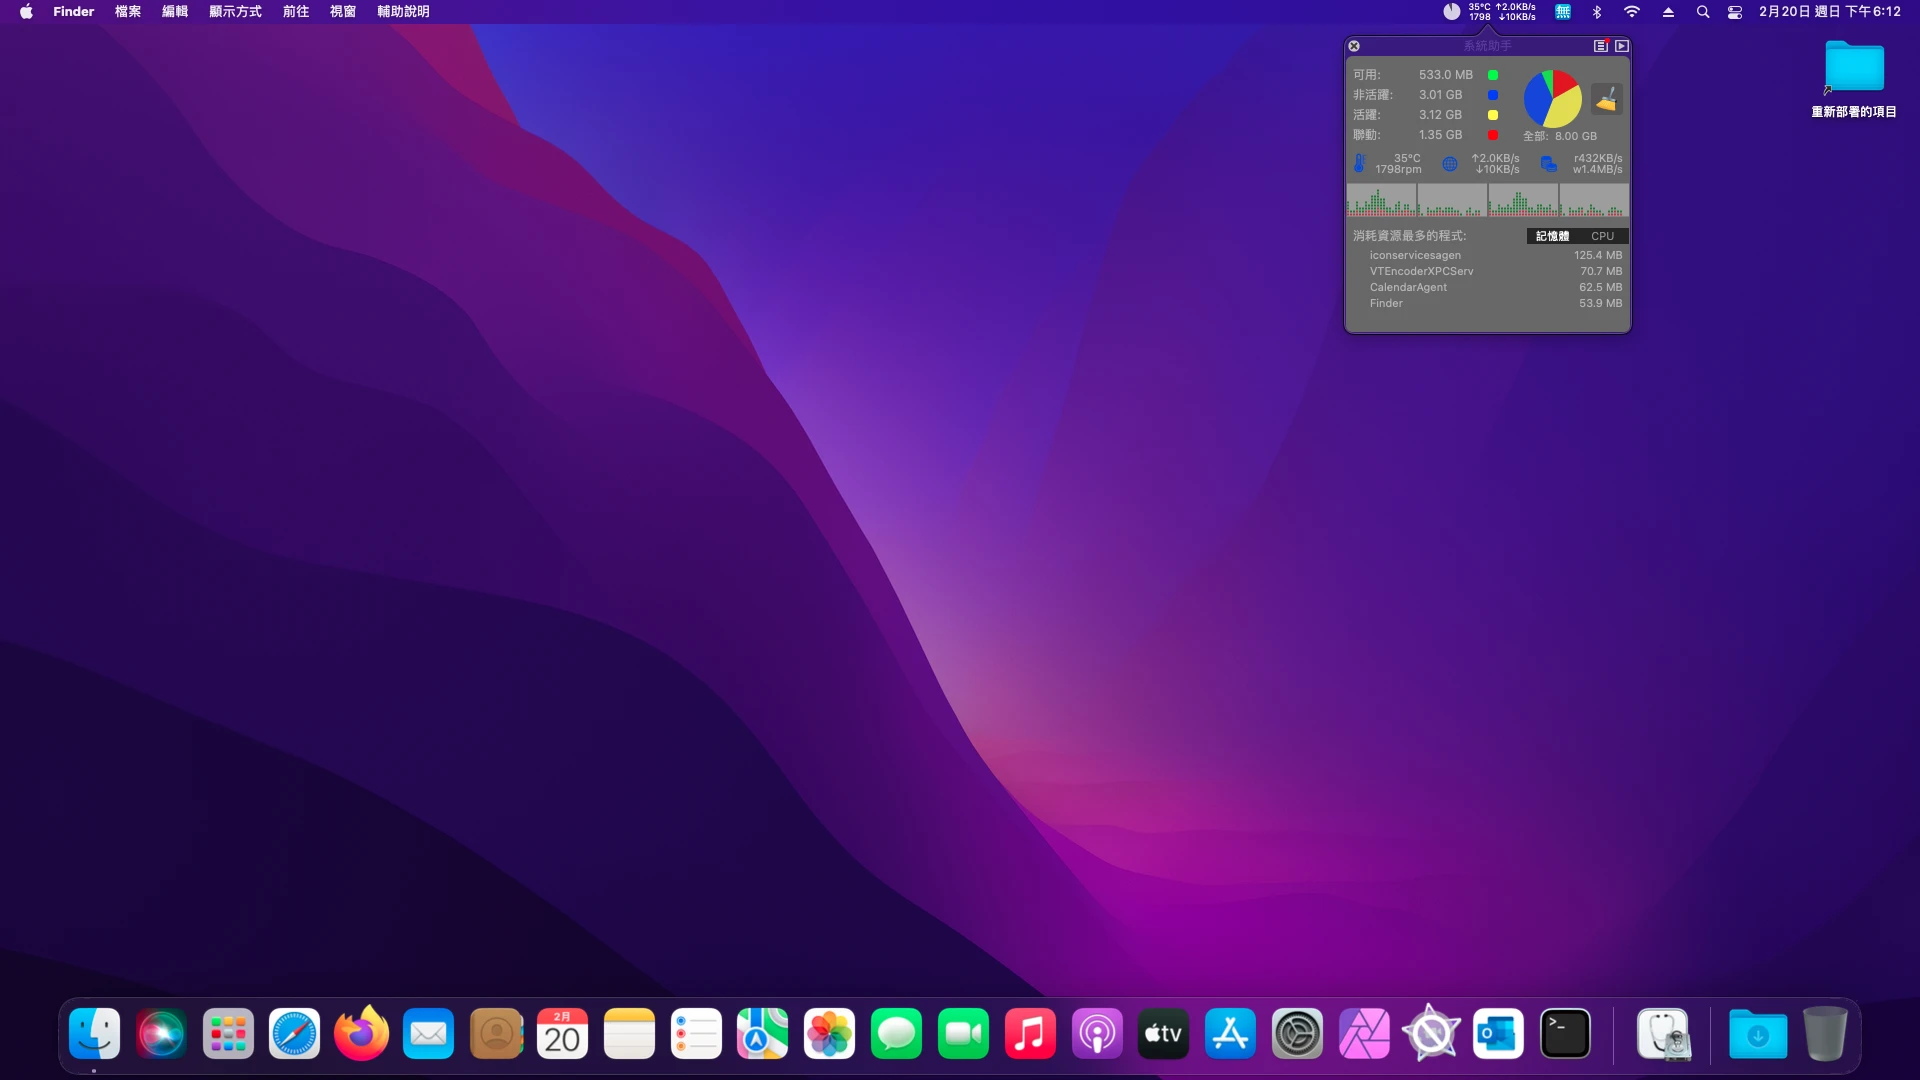 Finder 檔案 編輯 顯示方式 前往 視窗 輔助說明
35°C ↑2.0KB/s
1798 ↓10KB/s
無
2月20日 週日 下午6:12
系統助手
可用: 533.0 MB
非活躍: 3.01 GB
活躍: 3.12 GB
聯動: 1.35 GB
全部: 8.00 GB
35°C ↑2.0KB/s r432KB/s
1798rpm ↓10KB/s w1.4MB/s
消耗資源最多的程式: 記憶體 CPU
iconservicesagen 125.4 MB
VTEncoderXPCServ 70.7 MB
CalendarAgent 62.5 MB
Finder 53.9 MB
重新部署的項目
2月
20
tv
>_